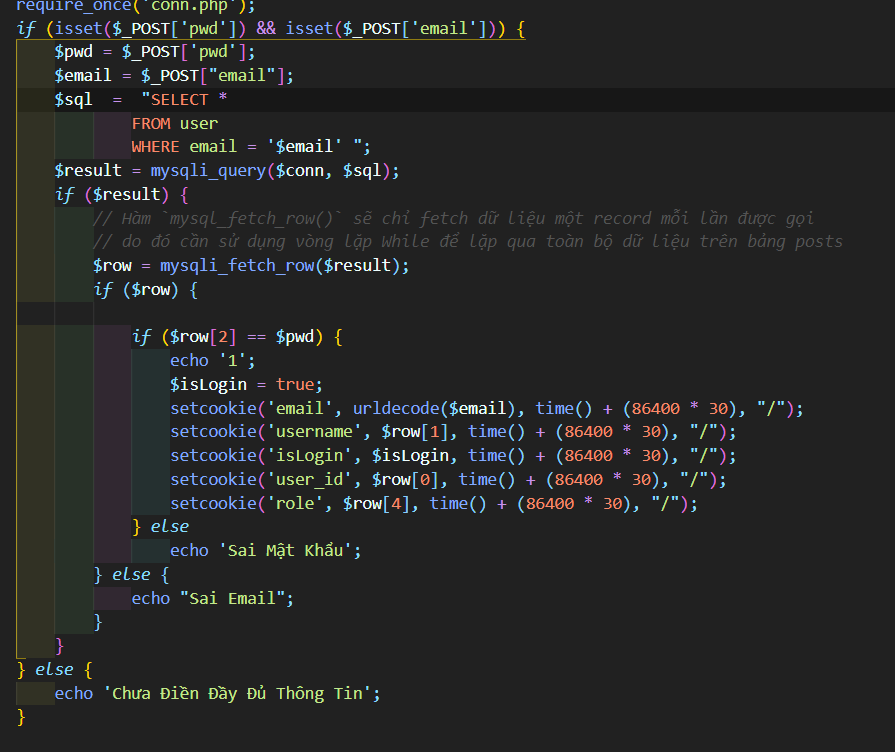 require_once('conn.php');
if (isset($_POST['pwd']) && isset($_POST['email'])) {
$pwd = $_POST['pwd'];
$email = $_POST["email"];
$sql = "SELECT *
FROM user
WHERE email = '$email' ";
$result = mysqli_query($conn, $sql);
if ($result) {
// Hàm `mysql_fetch_row()` sẽ chỉ fetch dữ liệu một record mỗi lần được gọi
// do đó cần sử dụng vòng lặp While để lặp qua toàn bộ dữ liệu trên bảng posts
$row = mysqli_fetch_row($result);
if ($row) {
if ($row[2] == $pwd) {
echo '1';
$isLogin = true;
setcookie('email', urldecode($email), time() + (86400 * 30), "/");
setcookie('username', $row[1], time() + (86400 * 30), "/");
setcookie('isLogin', $isLogin, time() + (86400 * 30), "/");
setcookie('user_id', $row[0], time() + (86400 * 30), "/");
setcookie('role', $row[4], time() + (86400 * 30), "/");
} else
echo 'Sai Mật Khẩu';
} else {
echo "Sai Email";
}
}
} else {
echo 'Chưa Điền Đầy Đủ Thông Tin';
}